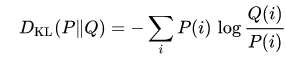 D_KL(P‖Q) = − ∑_i P(i) log Q(i)/P(i)